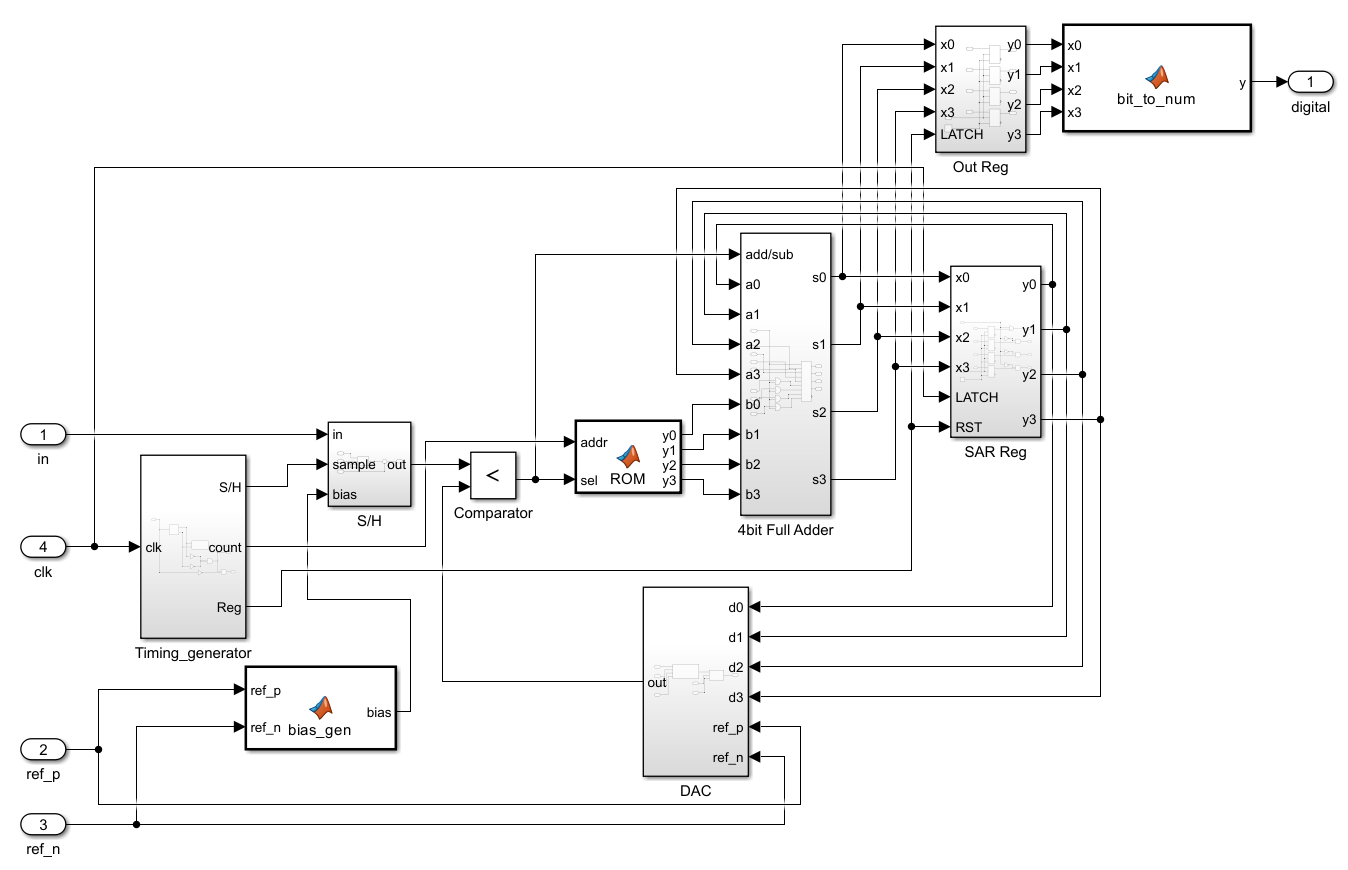 x0
x1
x2
x3
LATCH
y0
y1
y2
y3
Out Reg
x0
x1
x2
x3
bit_to_num
y
1
digital
add/sub
a0
a1
a2
a3
b0
b1
b2
b3
s0
s1
s2
s3
4bit Full Adder
x0
x1
x2
x3
LATCH
RST
y0
y1
y2
y3
SAR Reg
1
in
in
sample
bias
out
S/H
<
Comparator
addr
sel
ROM
y0
y1
y2
y3
4
clk
clk
S/H
count
Reg
Timing_generator
ref_p
ref_n
bias_gen
bias
out
d0
d1
d2
d3
ref_p
ref_n
DAC
2
ref_p
3
ref_n